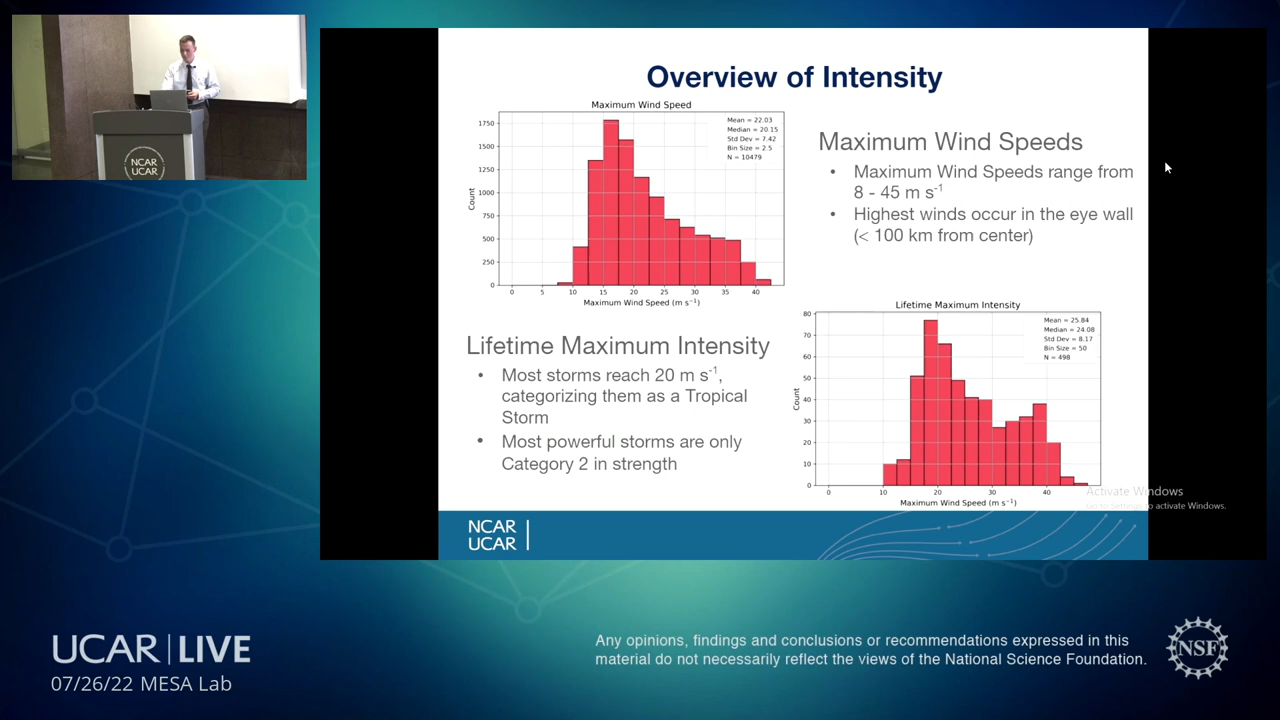 Overview of Intensity
Maximum Wind Speed
Mean = 22.03
Median = 20.15
Std Dev = 7.42
Bin Size = 2.5
N = 10479
1750
1500
1250
1000
750
500
250
0
Count
0 5 10 15 20 25 30 35 40
Maximum Wind Speed (m s⁻¹)
Maximum Wind Speeds
• Maximum Wind Speeds range from
8 - 45 m s⁻¹
• Highest winds occur in the eye wall
(< 100 km from center)
Lifetime Maximum Intensity
• Most storms reach 20 m s⁻¹,
categorizing them as a Tropical
Storm
• Most powerful storms are only
Category 2 in strength
Lifetime Maximum Intensity
Mean = 25.84
Median = 24.08
Std Dev = 8.17
Bin Size = 50
N = 498
80
70
60
50
40
30
20
10
0
Count
0 10 20 30 40
Maximum Wind Speed (m s⁻¹)
Activate Windows
Go to Settings to activate Windows.
NCAR
UCAR
NCAR
UCAR
UCAR | LIVE
07/26/22 MESA Lab
Any opinions, findings and conclusions or recommendations expressed in this
material do not necessarily reflect the views of the National Science Foundation.
NSF